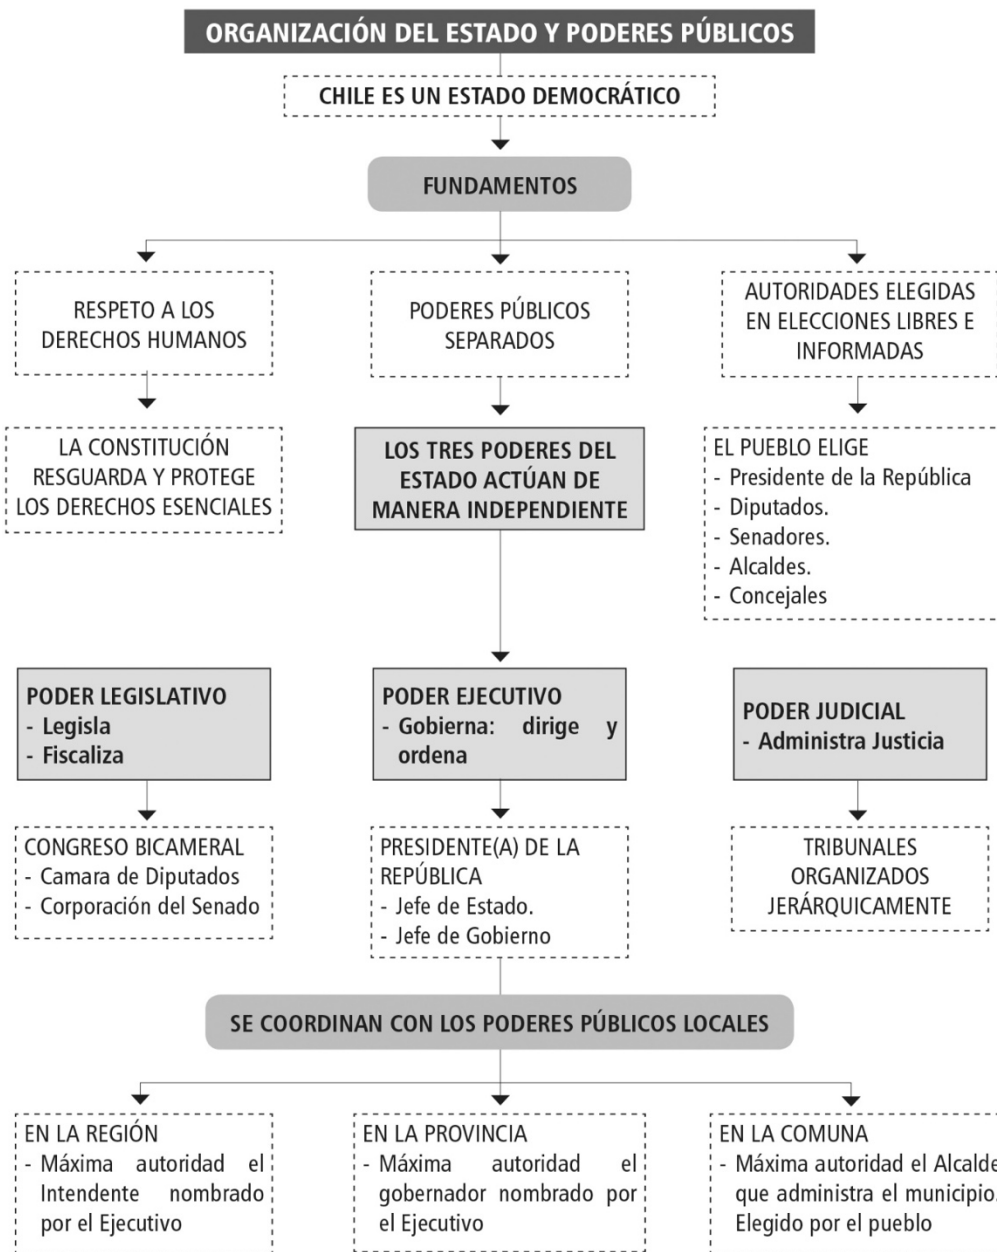 ORGANIZACIÓN DEL ESTADO Y PODERES PÚBLICOS
CHILE ES UN ESTADO DEMOCRÁTICO
FUNDAMENTOS
RESPETO A LOS
DERECHOS HUMANOS
PODERES PÚBLICOS
SEPARADOS
AUTORIDADES ELEGIDAS
EN ELECCIONES LIBRES E
INFORMADAS
LA CONSTITUCIÓN
RESGUARDA Y PROTEGE
LOS DERECHOS ESENCIALES
LOS TRES PODERES DEL
ESTADO ACTÚAN DE
MANERA INDEPENDIENTE
EL PUEBLO ELIGE
- Presidente de la República
- Diputados.
- Senadores.
- Alcaldes.
- Concejales
PODER LEGISLATIVO
- Legisla
- Fiscaliza
PODER EJECUTIVO
- Gobierna: dirige y
ordena
PODER JUDICIAL
- Administra Justicia
CONGRESO BICAMERAL
- Camara de Diputados
- Corporación del Senado
PRESIDENTE(A) DE LA
REPÚBLICA
- Jefe de Estado.
- Jefe de Gobierno
TRIBUNALES
ORGANIZADOS
JERÁRQUICAMENTE
SE COORDINAN CON LOS PODERES PÚBLICOS LOCALES
EN LA REGIÓN
- Máxima autoridad el
Intendente nombrado
por el Ejecutivo
EN LA PROVINCIA
- Máxima autoridad el
gobernador nombrado por
el Ejecutivo
EN LA COMUNA
- Máxima autoridad el Alcalde
que administra el municipio.
Elegido por el pueblo